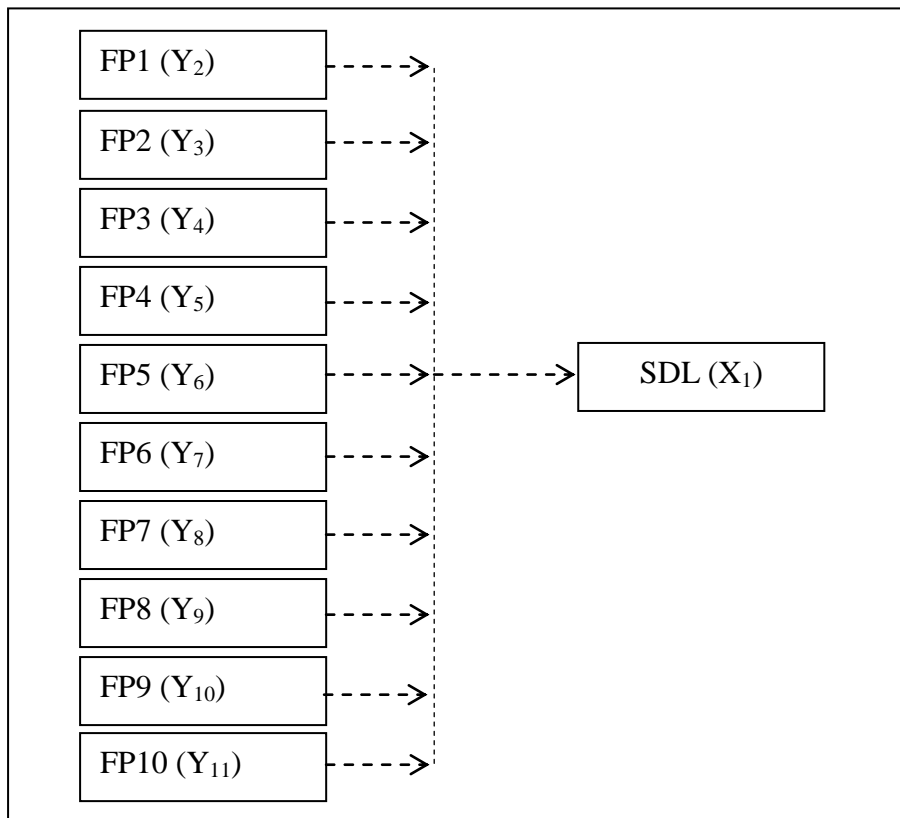 FP1 (Y₂)
FP2 (Y₃)
FP3 (Y₄)
FP4 (Y₅)
FP5 (Y₆)
SDL (X₁)
FP6 (Y₇)
FP7 (Y₈)
FP8 (Y₉)
FP9 (Y₁₀)
FP10 (Y₁₁)